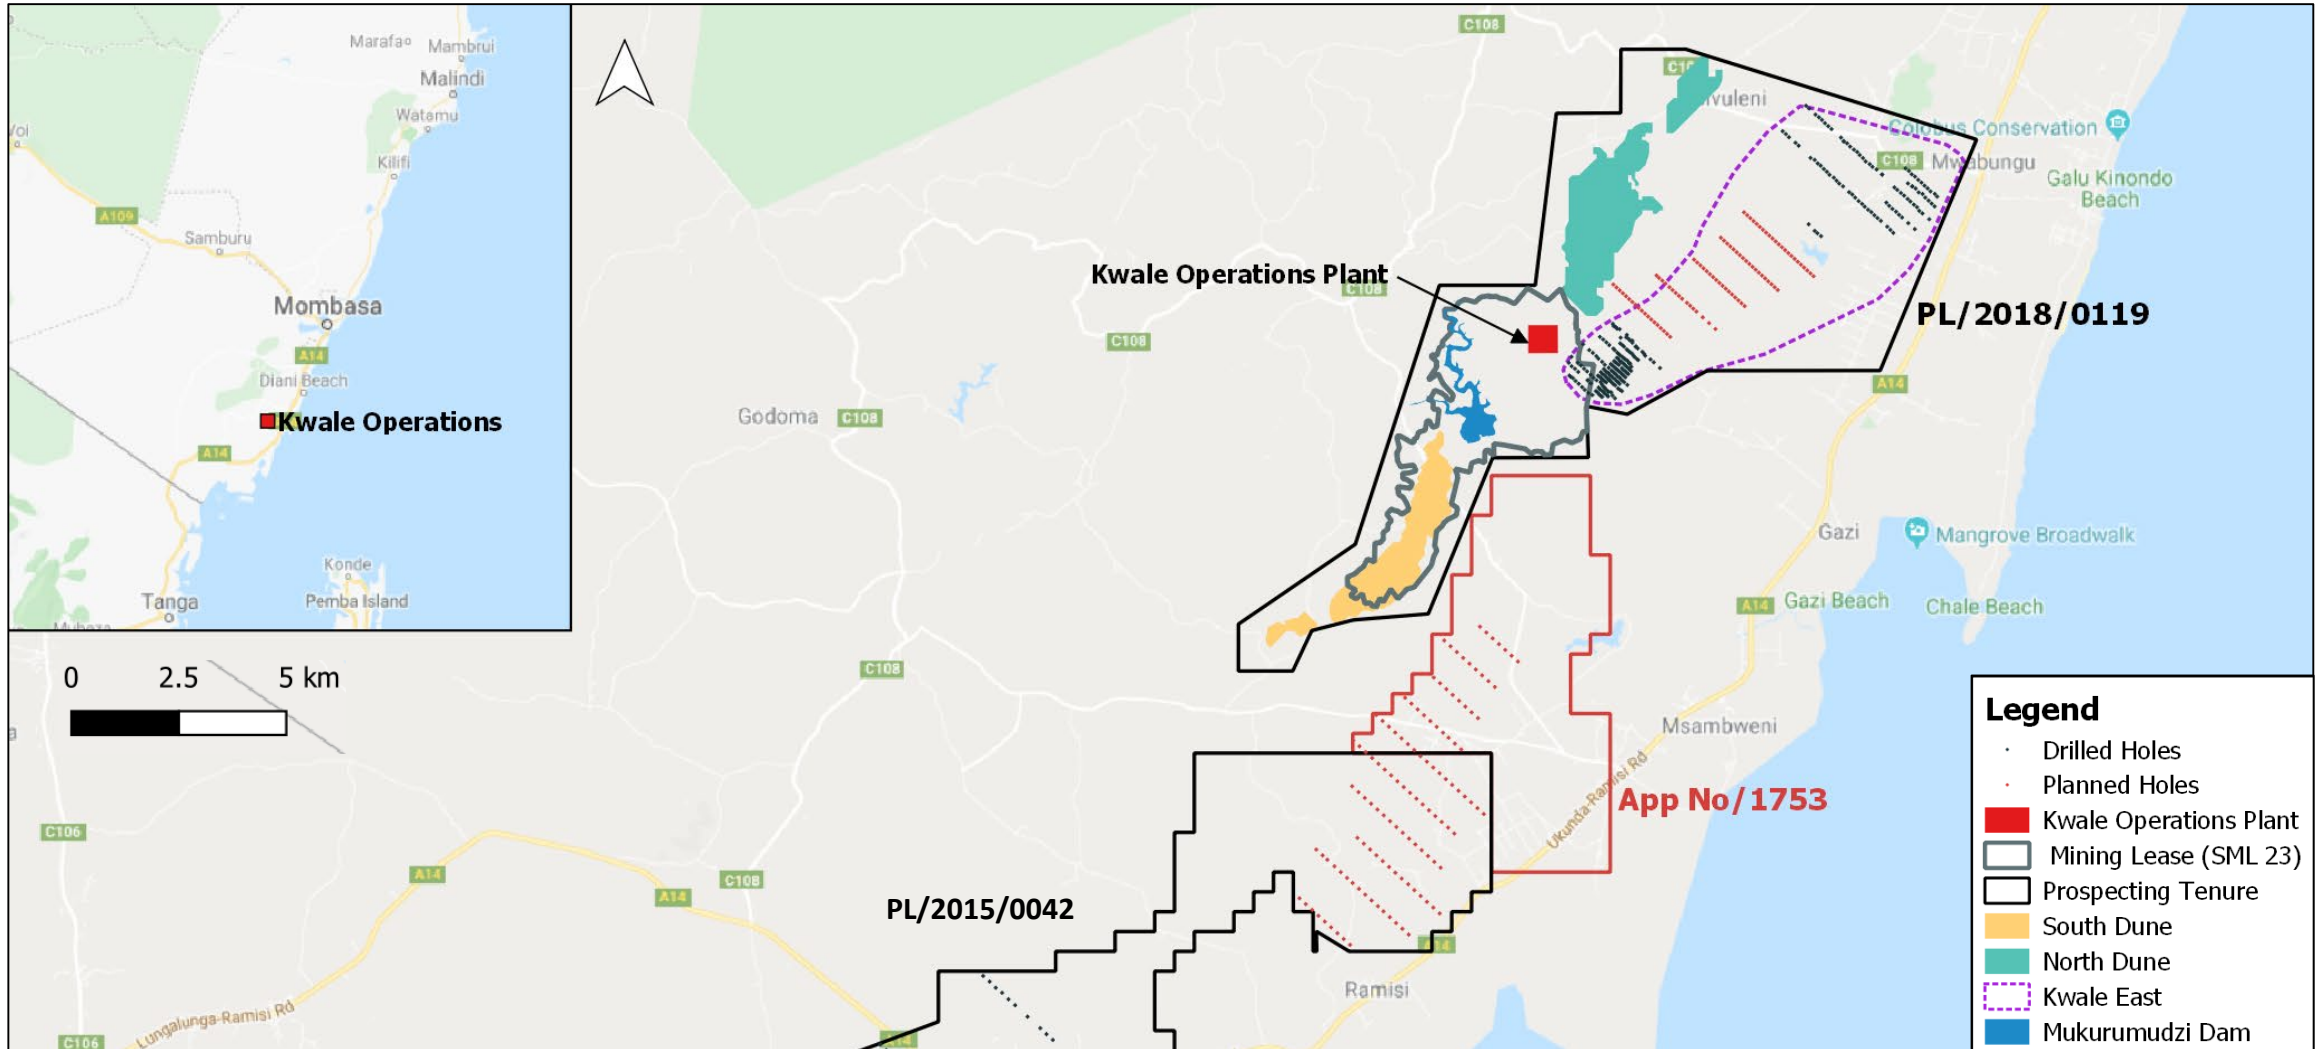 Marafa
Mambrui
Malindi
Watamu
Kilifi
A109
Samburu
Mombasa
A14
Diani Beach
Kwale Operations
A14
Konde
Tanga
Pemba Island
0 2.5 5 km
C108
Colobus Conservation
C108
Mwabungu
Galu Kinondo
Beach
Kwale Operations Plant
C108
PL/2018/0119
C108
A14
Godoma
C108
Gazi
Mangrove Broadwalk
A14
Gazi Beach
Chale Beach
C108
Msambweni
Ukunda-Ramisi Rd
App No/1753
C106
A14
C108
A14
PL/2015/0042
A14
Ramisi
Lungalunga-Ramisi Rd
C106
A14
Legend
Drilled Holes
Planned Holes
Kwale Operations Plant
Mining Lease (SML 23)
Prospecting Tenure
South Dune
North Dune
Kwale East
Mukurumudzi Dam